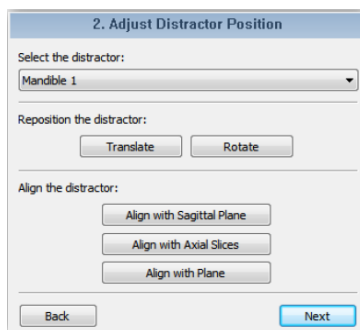 2. Adjust Distractor Position
Select the distractor:
Mandible 1
Reposition the distractor:
Translate Rotate
Align the distractor:
Align with Sagittal Plane
Align with Axial Slices
Align with Plane
Back Next